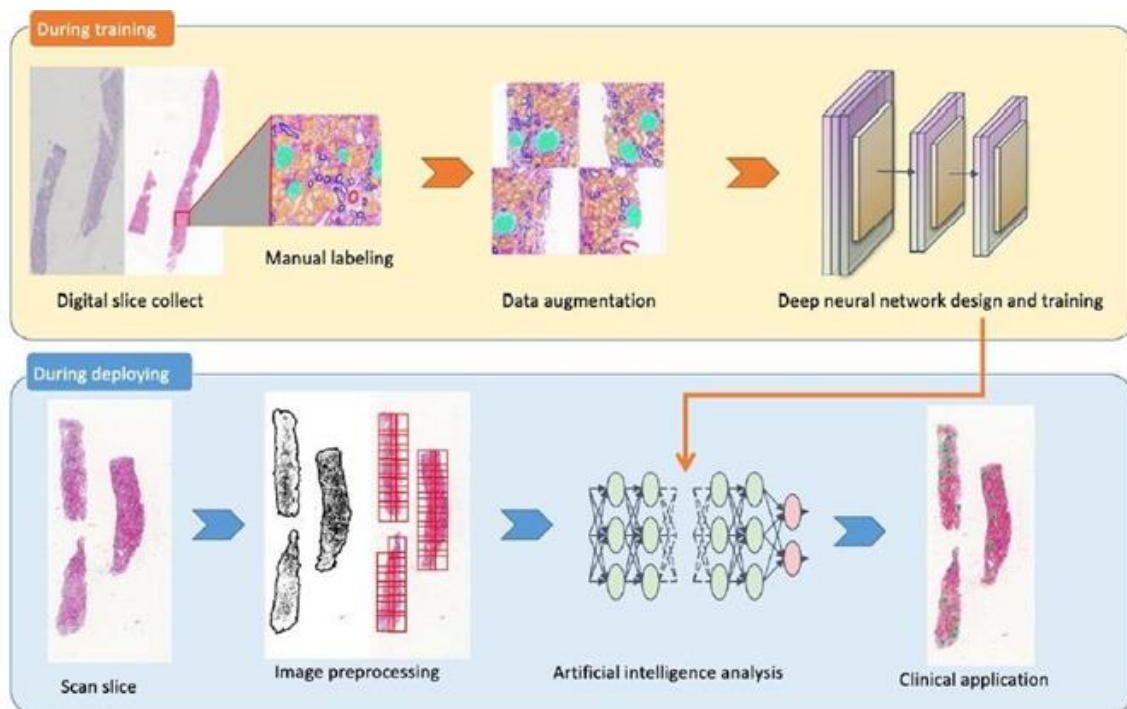 During training
Manual labeling
Digital slice collect
Data augmentation
Deep neural network design and training
During deploying
Scan slice
Image preprocessing
Artificial intelligence analysis
Clinical application